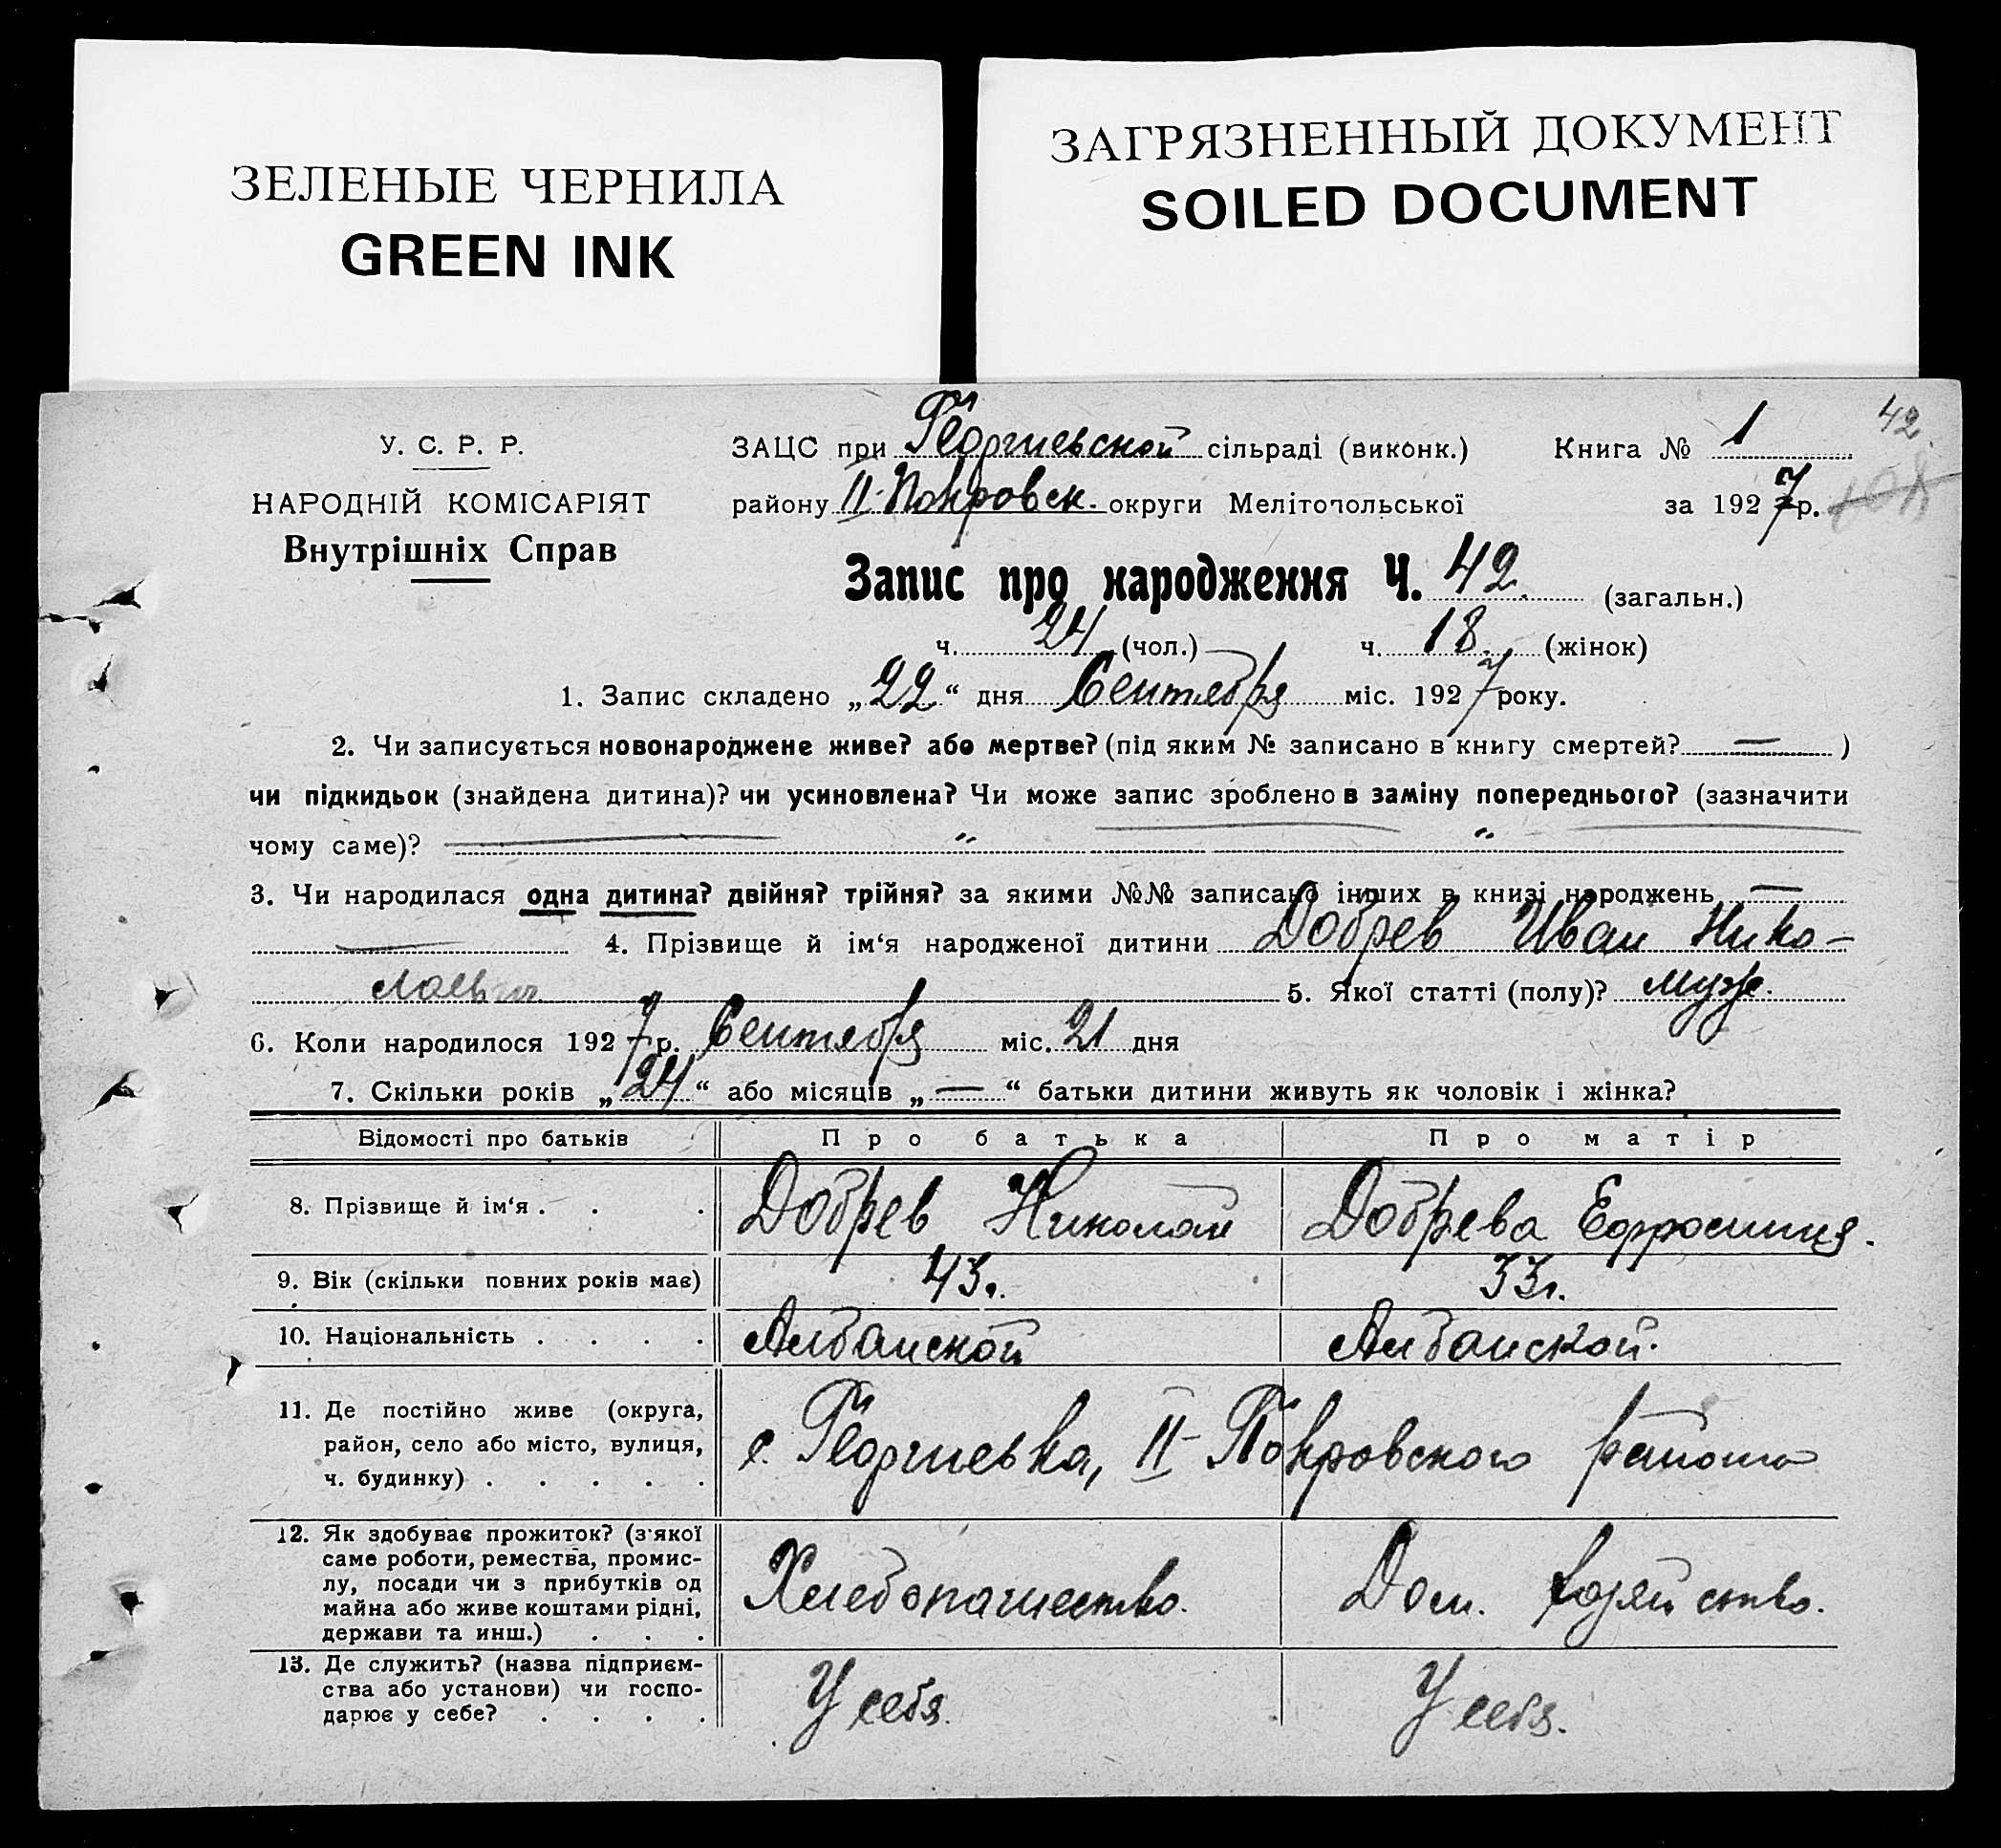 ЗЕЛЕНЫЕ ЧЕРНИЛА
GREEN INK
ЗАГРЯЗНЕННЫЙ ДОКУМЕНТ
SOILED DOCUMENT
42.
У. С. Р. Р.
НАРОДНІЙ КОМІСАРІЯТ
Внутрішніх Справ
ЗАЦС при Георгиевской сільраді (виконк.) Книга № 1
району II-Покровск. округи Мелітопольської за 1927 р.
Запис про народження Ч. 42. (загальн.)
ч. 24 (чол.) ч. 18. (жінок)
1. Запис складено „22“ дня Сентября міс. 1927 року.
2. Чи записується новонароджене живе? або мертве? (під яким № записано в книгу смертей? — )
чи підкидьок (знайдена дитина)? чи усиновлена? Чи може запис зроблено в заміну попереднього? (зазначити
чому саме)? — „ — „ —
3. Чи народилася одна дитина? двійня? трійня? за якими №№ записано інших в книзі народжень —
— 4. Прізвище й ім‘я народженої дитини Добрев Иван Нико-
лаевич 5. Якої статті (полу)? муж.
6. Коли народилося 1927 р. Сентября міс. 21 дня
7. Скільки років „24“ або місяців „—“ батьки дитини живуть як чоловік і жінка?
Відомості про батьків Про батька Про матір
8. Прізвище й ім‘я . . . Добрев Николай Добрева Ефросиния.
9. Вік (скільки повних років має) 43 г. 33 г.
10. Національність . . . . Албанской Албанской.
11. Де постійно живе (округа,
район, село або місто, вулиця,
ч. будинку) . . . . .
с. Георгиевка, II-Покровского района
12. Як здобуває прожиток? (з‘якої
саме роботи, ремества, промис-
лу, посади чи з прибутків од
майна або живе коштами рідні,
держави та инш.) . . .
Хлебопашество. Дом. хозяйство.
13. Де служить? (назва підприєм-
ства або установи) чи госпо-
дарює у себе? . . . .
У себя. У себя.